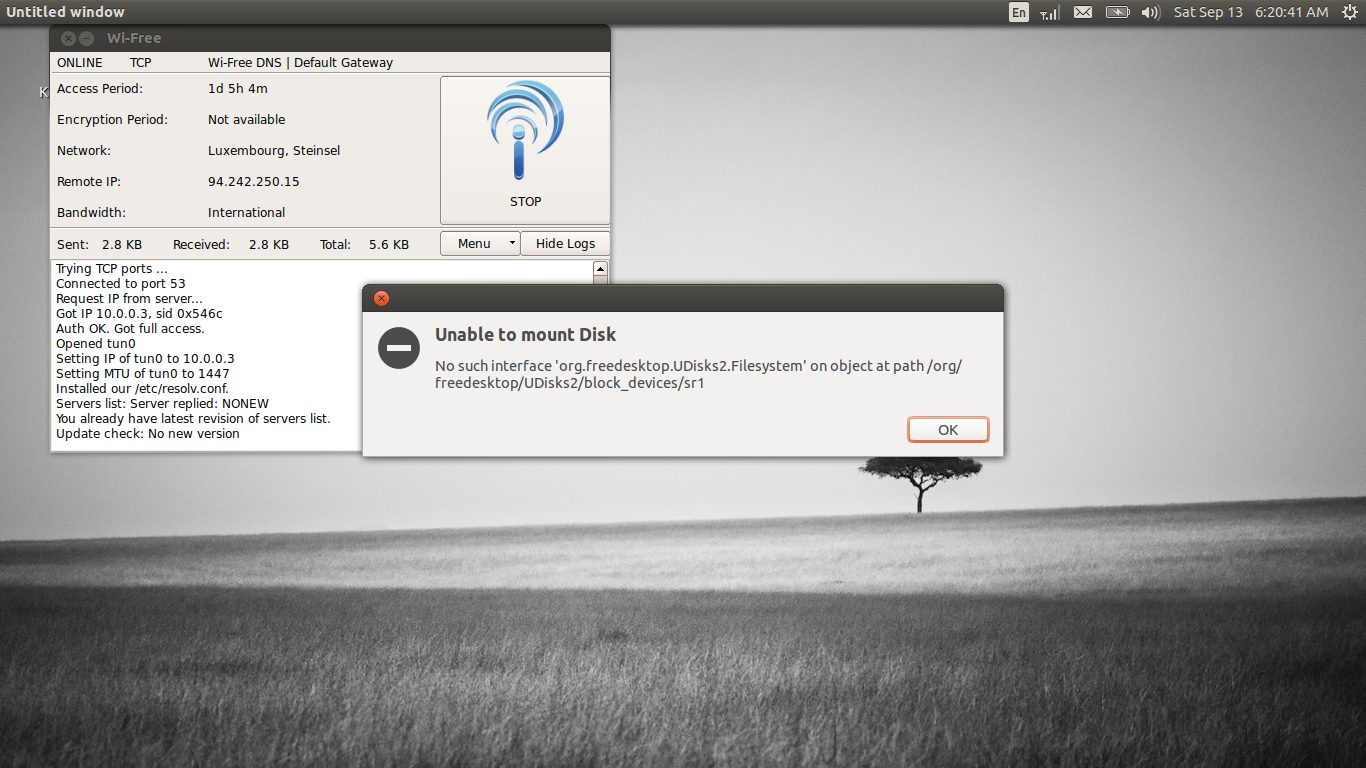 Untitled window
En
Sat Sep 13 6:20:41 AM
Wi-Free
K
ONLINE TCP Wi-Free DNS | Default Gateway
Access Period: 1d 5h 4m
Encryption Period: Not available
Network: Luxembourg, Steinsel
Remote IP: 94.242.250.15
Bandwidth: International
STOP
Sent: 2.8 KB Received: 2.8 KB Total: 5.6 KB
Menu
Hide Logs
Trying TCP ports ...
Connected to port 53
Request IP from server...
Got IP 10.0.0.3, sid 0x546c
Auth OK. Got full access.
Opened tun0
Setting IP of tun0 to 10.0.0.3
Setting MTU of tun0 to 1447
Installed our /etc/resolv.conf.
Servers list: Server replied: NONEW
You already have latest revision of servers list.
Update check: No new version
Unable to mount Disk
No such interface 'org.freedesktop.UDisks2.Filesystem' on object at path /org/
freedesktop/UDisks2/block_devices/sr1
OK